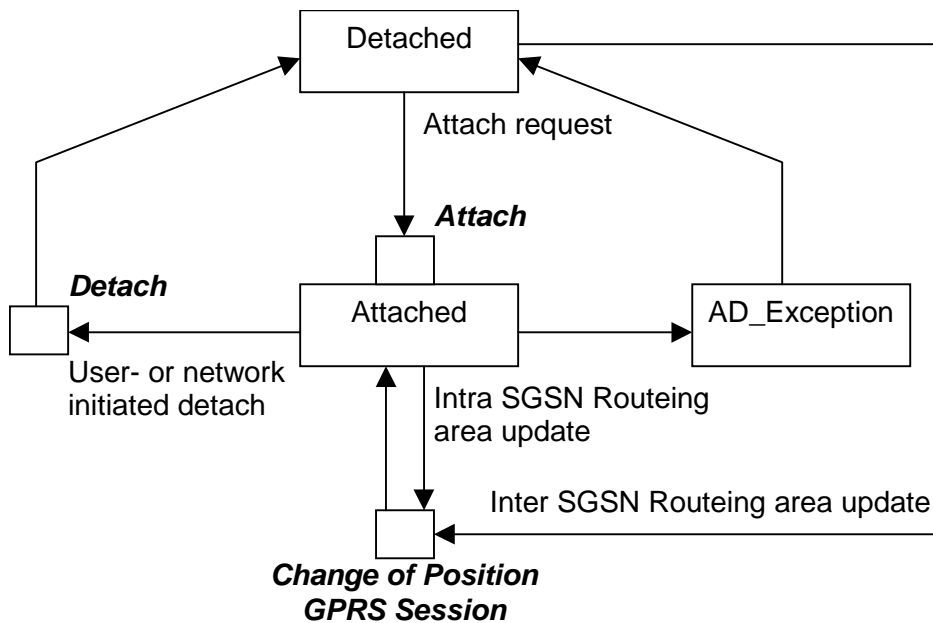 Detached
Attach request
Attach
Detach
Attached
AD_Exception
User- or network
initiated detach
Intra SGSN Routeing
area update
Inter SGSN Routeing area update
Change of Position
GPRS Session